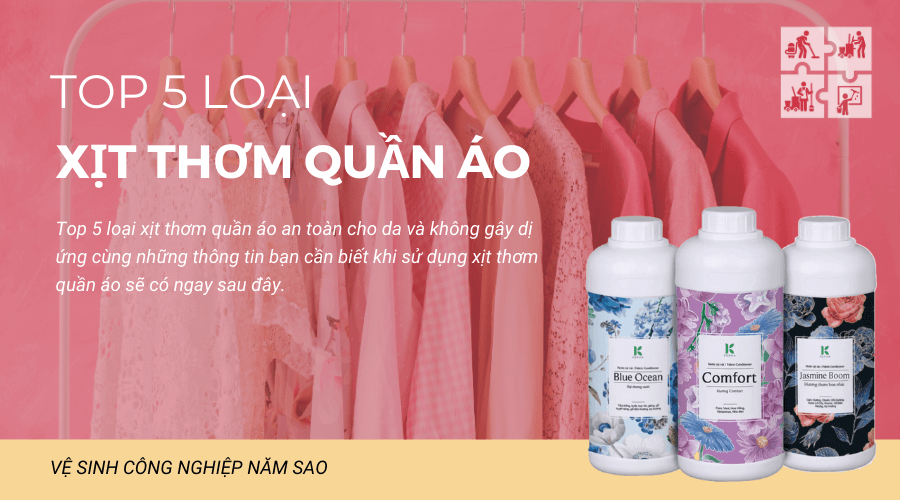 TOP 5 LOẠI
XỊT THƠM QUẦN ÁO
Top 5 loại xịt thơm quần áo an toàn cho da và không gây dị
ứng cùng những thông tin bạn cần biết khi sử dụng xịt thơm
quần áo sẽ có ngay sau đây.
K
Blue Ocean
K
Comfort
K
Jasmine Boom
VỆ SINH CÔNG NGHIỆP NĂM SAO